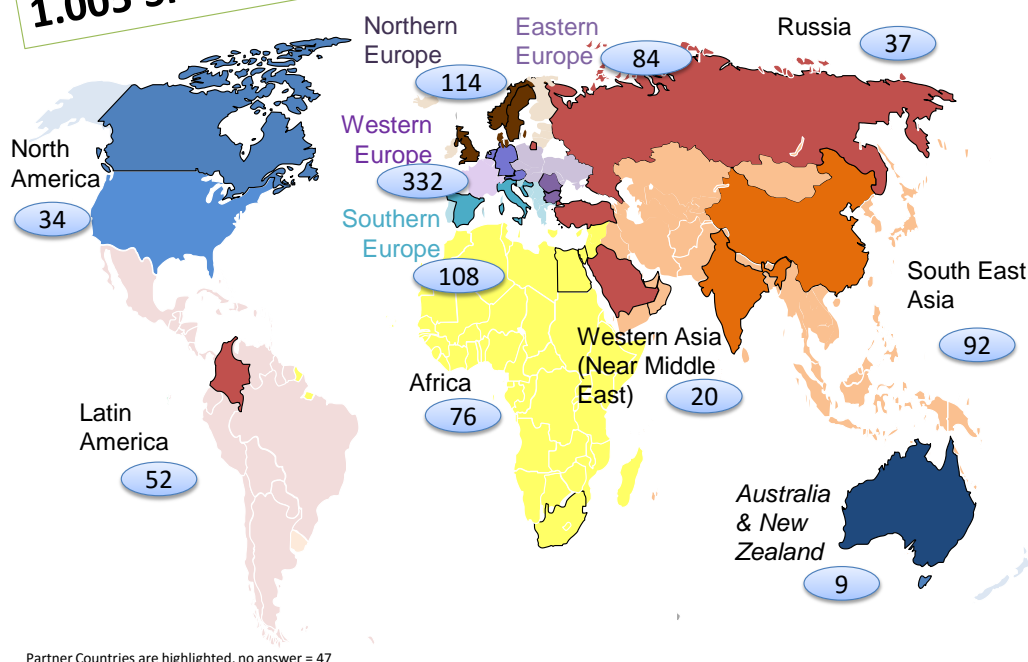 1.005
Northern
Europe
114
Eastern
Europe
84
Russia
37
North
America
34
Western
Europe
332
Southern
Europe
108
South East
Asia
92
Western Asia
(Near Middle
East)
20
Africa
76
Latin
America
52
Australia
& New
Zealand
9
Partner Countries are highlighted, no answer = 47